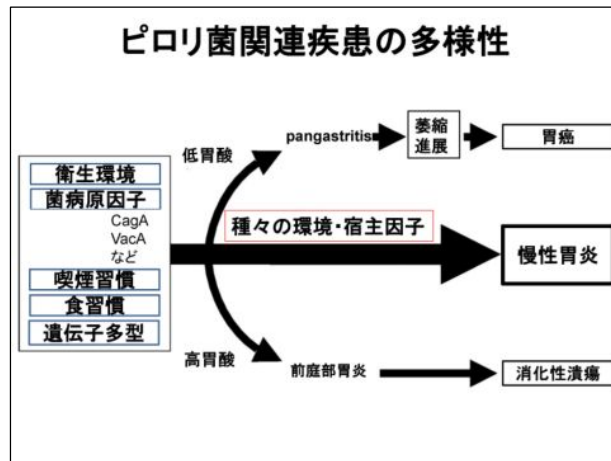 ピロリ菌関連疾患の多様性
衛生環境
菌病原因子
CagA
VacA
など
喫煙習慣
食習慣
遺伝子多型
低胃酸
pangastritis
萎縮
進展
胃癌
種々の環境・宿主因子
慢性胃炎
高胃酸
前庭部胃炎
消化性潰瘍